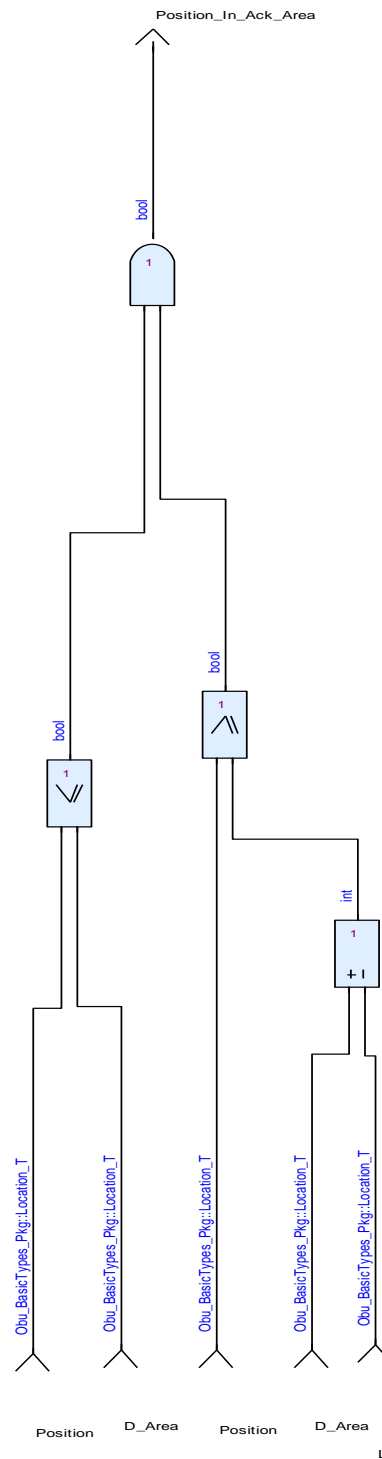 Position_In_Ack_Area
bool
1
bool
1
bool
1
int
1
+
−
Obu_BasicTypes_Pkg::Location_T
Obu_BasicTypes_Pkg::Location_T
Obu_BasicTypes_Pkg::Location_T
Obu_BasicTypes_Pkg::Location_T
Obu_BasicTypes_Pkg::Location_T
Position
D_Area
Position
D_Area
L